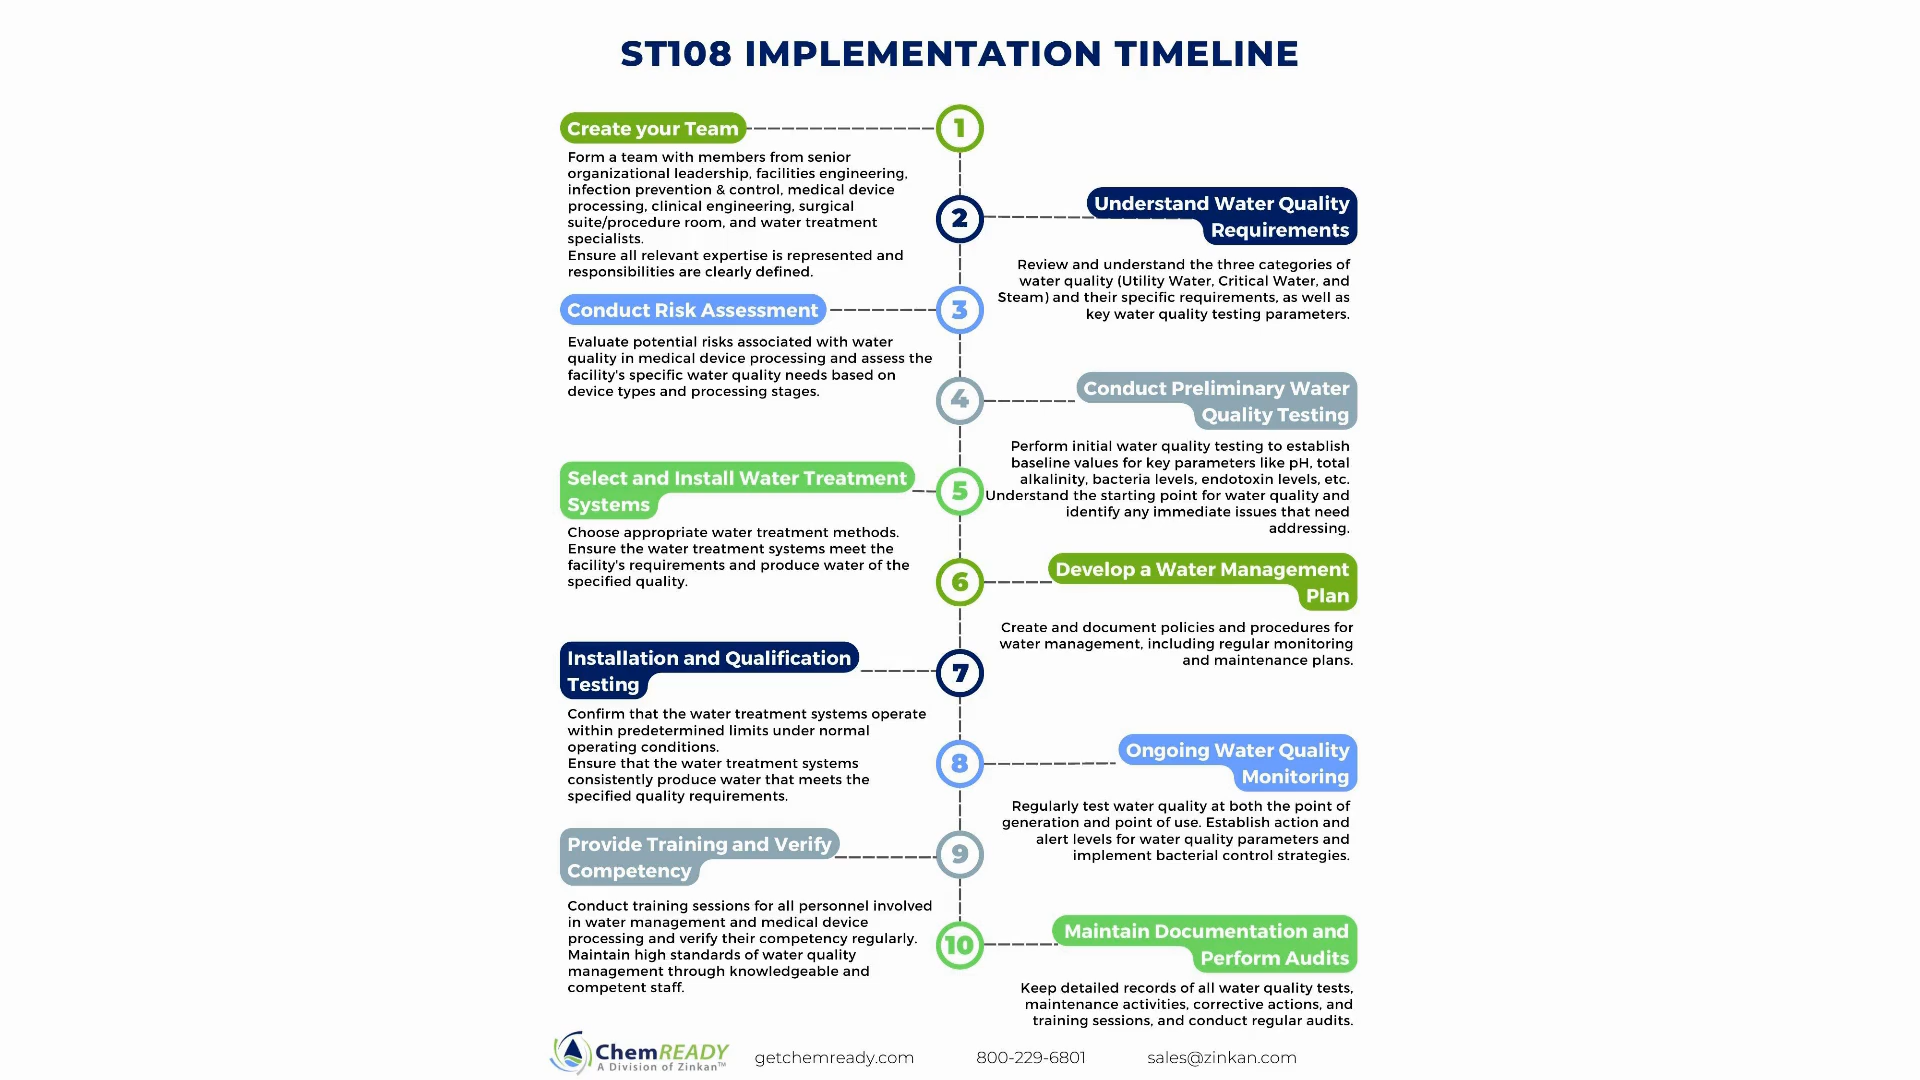 ST108 IMPLEMENTATION TIMELINE
Create your Team
1
Form a team with members from senior
organizational leadership, facilities engineering,
infection prevention & control, medical device
processing, clinical engineering, surgical
suite/procedure room, and water treatment
specialists.
Ensure all relevant expertise is represented and
responsibilities are clearly defined.
2
Understand Water Quality
Requirements
Review and understand the three categories of
water quality (Utility Water, Critical Water, and
Steam) and their specific requirements, as well as
key water quality testing parameters.
Conduct Risk Assessment
3
Evaluate potential risks associated with water
quality in medical device processing and assess the
facility's specific water quality needs based on
device types and processing stages.
4
Conduct Preliminary Water
Quality Testing
Perform initial water quality testing to establish
baseline values for key parameters like pH, total
alkalinity, bacteria levels, endotoxin levels, etc.
Understand the starting point for water quality and
identify any immediate issues that need
addressing.
Select and Install Water Treatment
Systems
5
Choose appropriate water treatment methods.
Ensure the water treatment systems meet the
facility's requirements and produce water of the
specified quality.
6
Develop a Water Management
Plan
Create and document policies and procedures for
water management, including regular monitoring
and maintenance plans.
Installation and Qualification
Testing
7
Confirm that the water treatment systems operate
within predetermined limits under normal
operating conditions.
Ensure that the water treatment systems
consistently produce water that meets the
specified quality requirements.
8
Ongoing Water Quality
Monitoring
Regularly test water quality at both the point of
generation and point of use. Establish action and
alert levels for water quality parameters and
implement bacterial control strategies.
Provide Training and Verify
Competency
9
Conduct training sessions for all personnel involved
in water management and medical device
processing and verify their competency regularly.
Maintain high standards of water quality
management through knowledgeable and
competent staff.
10
Maintain Documentation and
Perform Audits
Keep detailed records of all water quality tests,
maintenance activities, corrective actions, and
training sessions, and conduct regular audits.
ChemREADY
A Division of Zinkan™
getchemready.com
800-229-6801
sales@zinkan.com